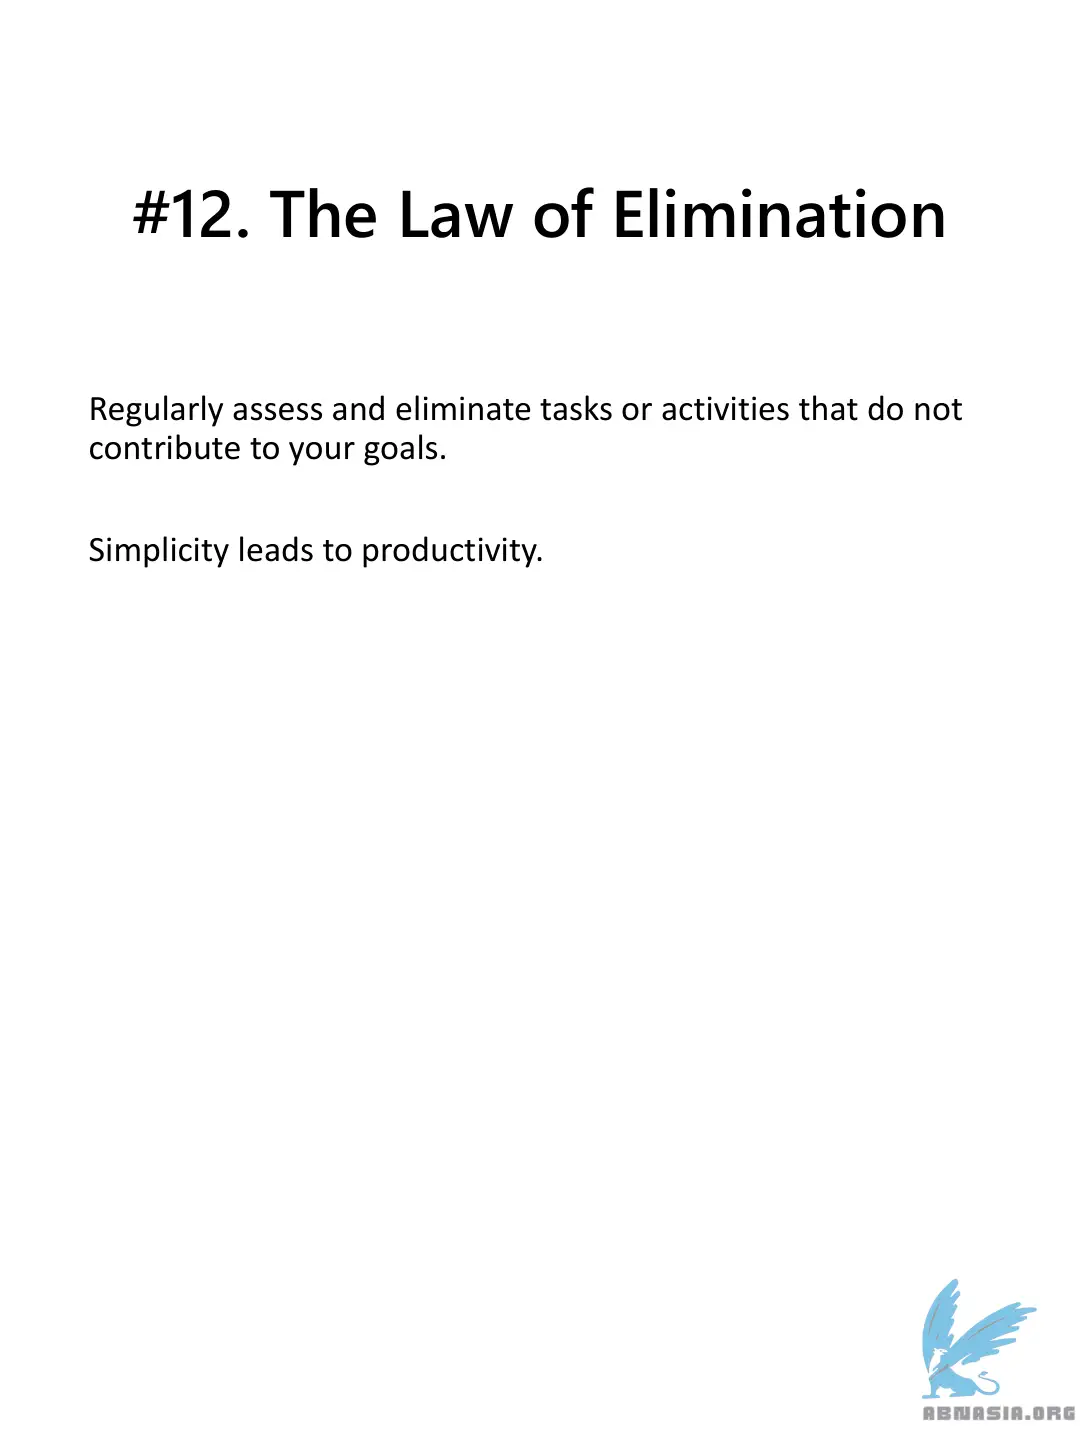 #12. The Law of Elimination
Regularly assess and eliminate tasks or activities that do not
contribute to your goals.
Simplicity leads to productivity.
ABNASIA.ORG